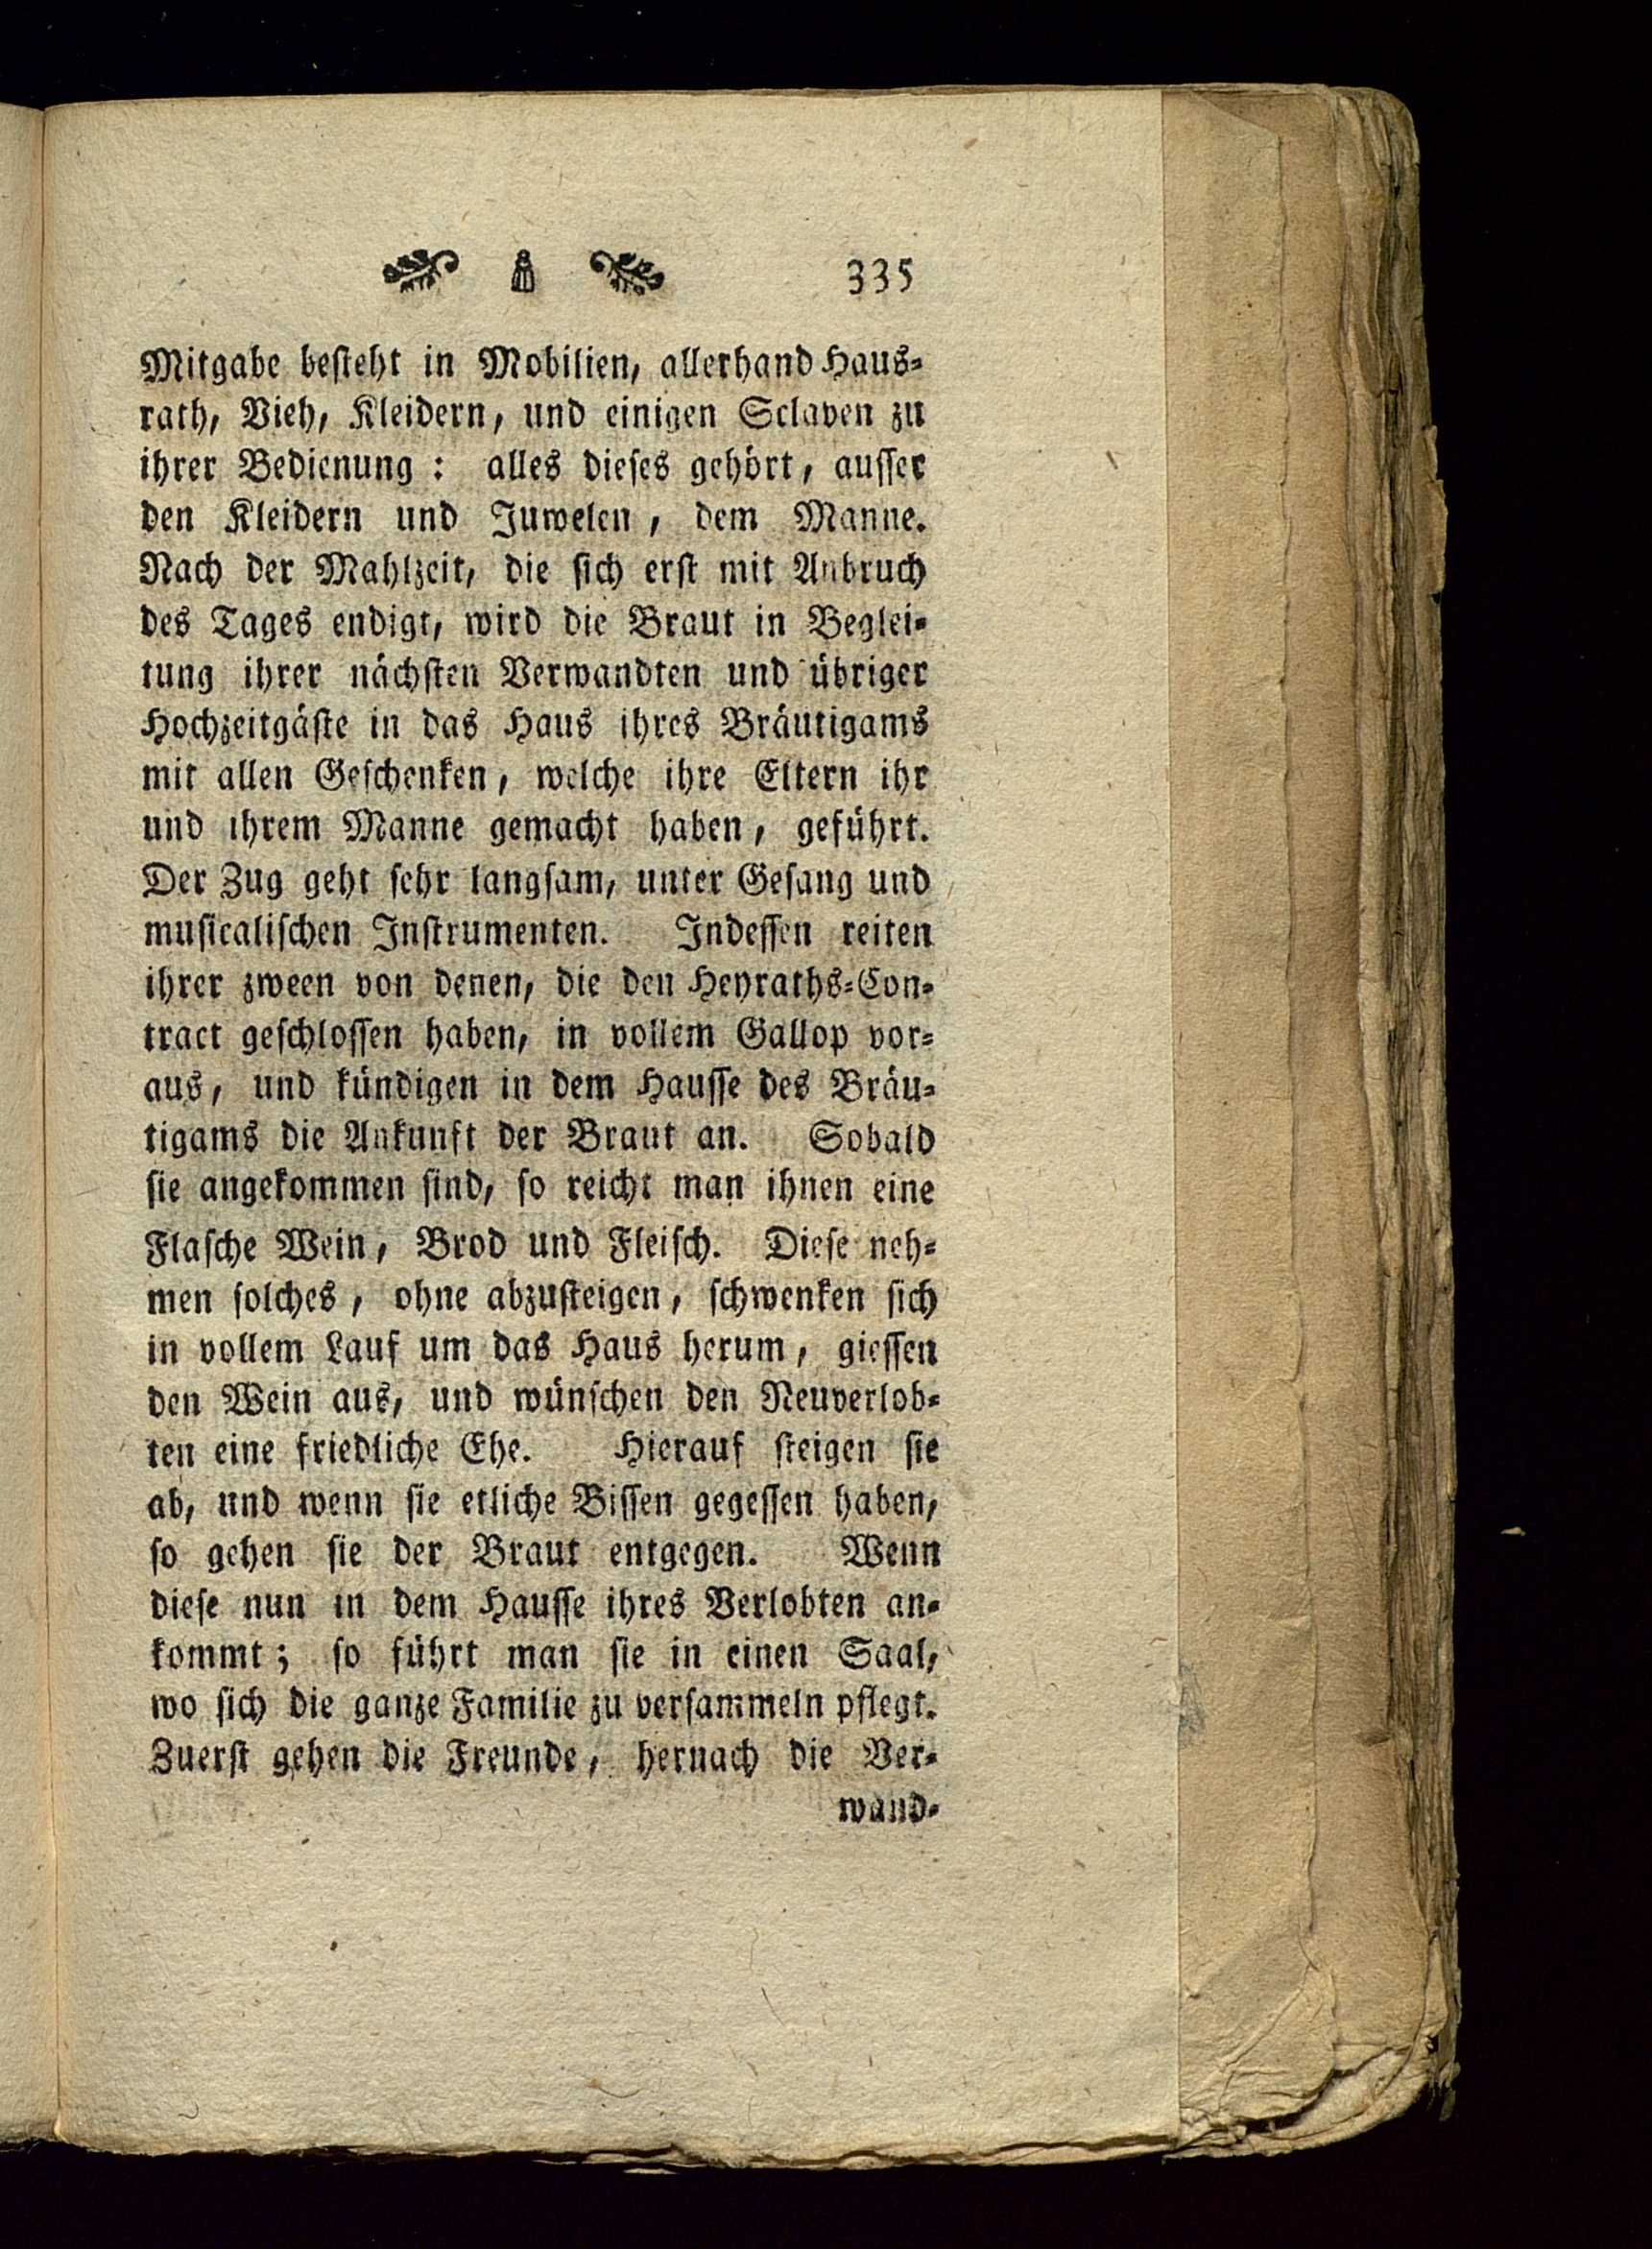 335
Mitgabe besteht in Mobilien, allerhand Haus-
rath, Vieh, Kleidern, und einigen Sclaven zu
ihrer Bedienung: alles dieses gehört, ausser
den Kleidern und Juwelen, dem Manne.
Nach der Mahlzeit, die sich erst mit Anbruch
des Tages endigt, wird die Braut in Beglei-
tung ihrer nächsten Verwandten und übriger
Hochzeitgäste in das Haus ihres Bräutigams
mit allen Geschenken, welche ihre Eltern ihr
und ihrem Manne gemacht haben, geführt.
Der Zug geht sehr langsam, unter Gesang und
musicalischen Instrumenten. Indessen reiten
ihrer zween von denen, die den Heyraths-Con-
tract geschlossen haben, in vollem Gallop vor-
aus, und kündigen in dem Hausse des Bräu-
tigams die Ankunft der Braut an. Sobald
sie angekommen sind, so reicht man ihnen eine
Flasche Wein, Brod und Fleisch. Diese neh-
men solches, ohne abzusteigen, schwenken sich
in vollem Lauf um das Haus herum, giessen
den Wein aus, und wünschen den Neuverlob-
ten eine friedliche Ehe. Hierauf steigen sie
ab, und wenn sie etliche Bissen gegessen haben,
so gehen sie der Braut entgegen. Wenn
diese nun in dem Hausse ihres Verlobten an-
kommt; so führt man sie in einen Saal,
wo sich die ganze Familie zu versammeln pflegt.
Zuerst gehen die Freunde, hernach die Ver-
wand-